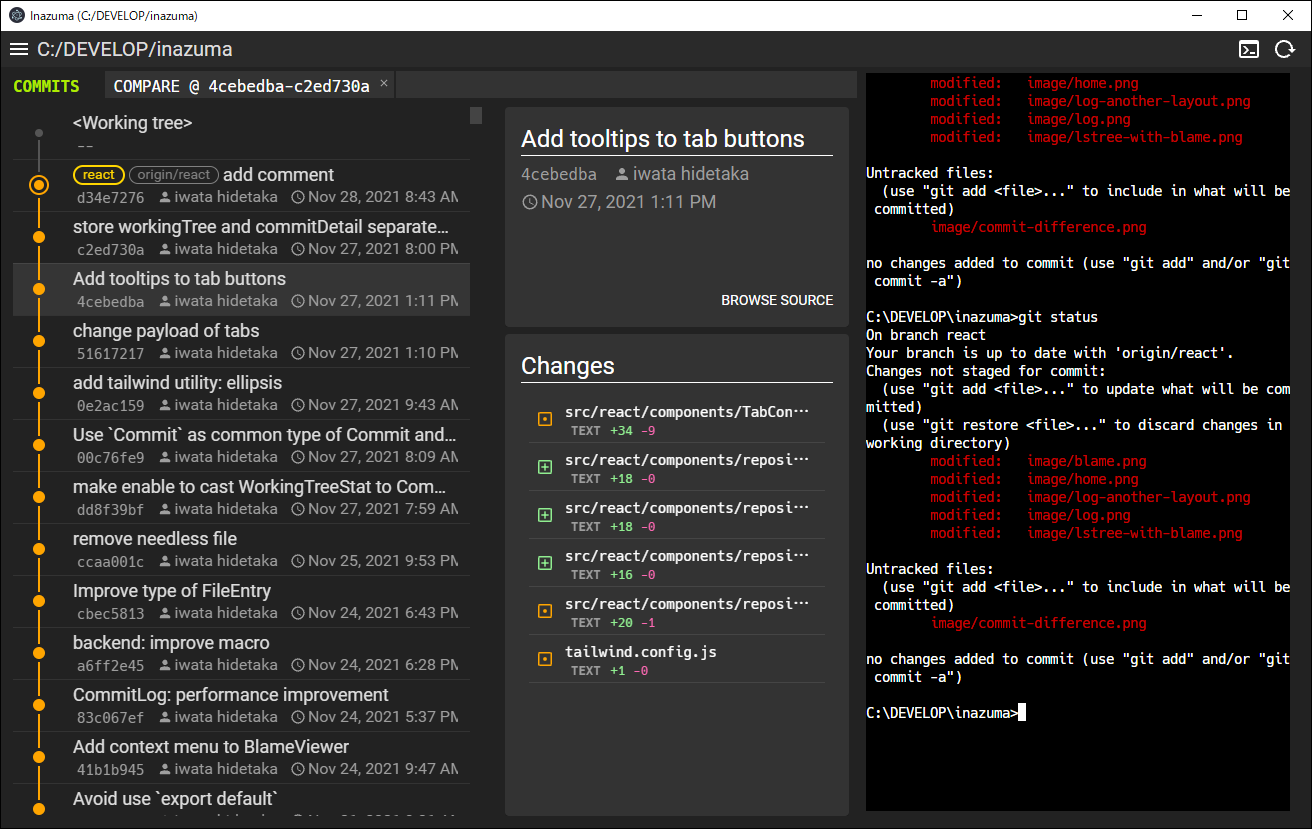 Inazuma (C:/DEVELOP/inazuma)
C:/DEVELOP/inazuma
COMMITS
COMPARE @ 4cebedba-c2ed730a ×
<Working tree>
--
react origin/react add comment
d34e7276 iwata hidetaka Nov 28, 2021 8:43 AM
store workingTree and commitDetail separate…
c2ed730a iwata hidetaka Nov 27, 2021 8:00 PM
Add tooltips to tab buttons
4cebedba iwata hidetaka Nov 27, 2021 1:11 PM
change payload of tabs
51617217 iwata hidetaka Nov 27, 2021 1:10 PM
add tailwind utility: ellipsis
0e2ac159 iwata hidetaka Nov 27, 2021 9:43 AM
Use `Commit` as common type of Commit and…
00c76fe9 iwata hidetaka Nov 27, 2021 8:09 AM
make enable to cast WorkingTreeStat to Com…
dd8f39bf iwata hidetaka Nov 27, 2021 7:59 AM
remove needless file
ccaa001c iwata hidetaka Nov 25, 2021 9:53 PM
Improve type of FileEntry
cbec5813 iwata hidetaka Nov 24, 2021 6:43 PM
backend: improve macro
a6ff2e45 iwata hidetaka Nov 24, 2021 6:28 PM
CommitLog: performance improvement
83c067ef iwata hidetaka Nov 24, 2021 5:37 PM
Add context menu to BlameViewer
41b1b945 iwata hidetaka Nov 24, 2021 9:47 AM
Avoid use `export default`
Add tooltips to tab buttons
4cebedba iwata hidetaka
Nov 27, 2021 1:11 PM
BROWSE SOURCE
Changes
src/react/components/TabCon…
TEXT +34 -9
src/react/components/reposi…
TEXT +18 -0
src/react/components/reposi…
TEXT +18 -0
src/react/components/reposi…
TEXT +16 -0
src/react/components/reposi…
TEXT +20 -1
tailwind.config.js
TEXT +1 -0
modified: image/home.png
modified: image/log-another-layout.png
modified: image/log.png
modified: image/lstree-with-blame.png
Untracked files:
(use "git add <file>..." to include in what will be
committed)
image/commit-difference.png
no changes added to commit (use "git add" and/or "git
commit -a")
C:\DEVELOP\inazuma>git status
On branch react
Your branch is up to date with 'origin/react'.
Changes not staged for commit:
(use "git add <file>..." to update what will be com
mitted)
(use "git restore <file>..." to discard changes in
working directory)
modified: image/blame.png
modified: image/home.png
modified: image/log-another-layout.png
modified: image/log.png
modified: image/lstree-with-blame.png
Untracked files:
(use "git add <file>..." to include in what will be
committed)
image/commit-difference.png
no changes added to commit (use "git add" and/or "git
commit -a")
C:\DEVELOP\inazuma>